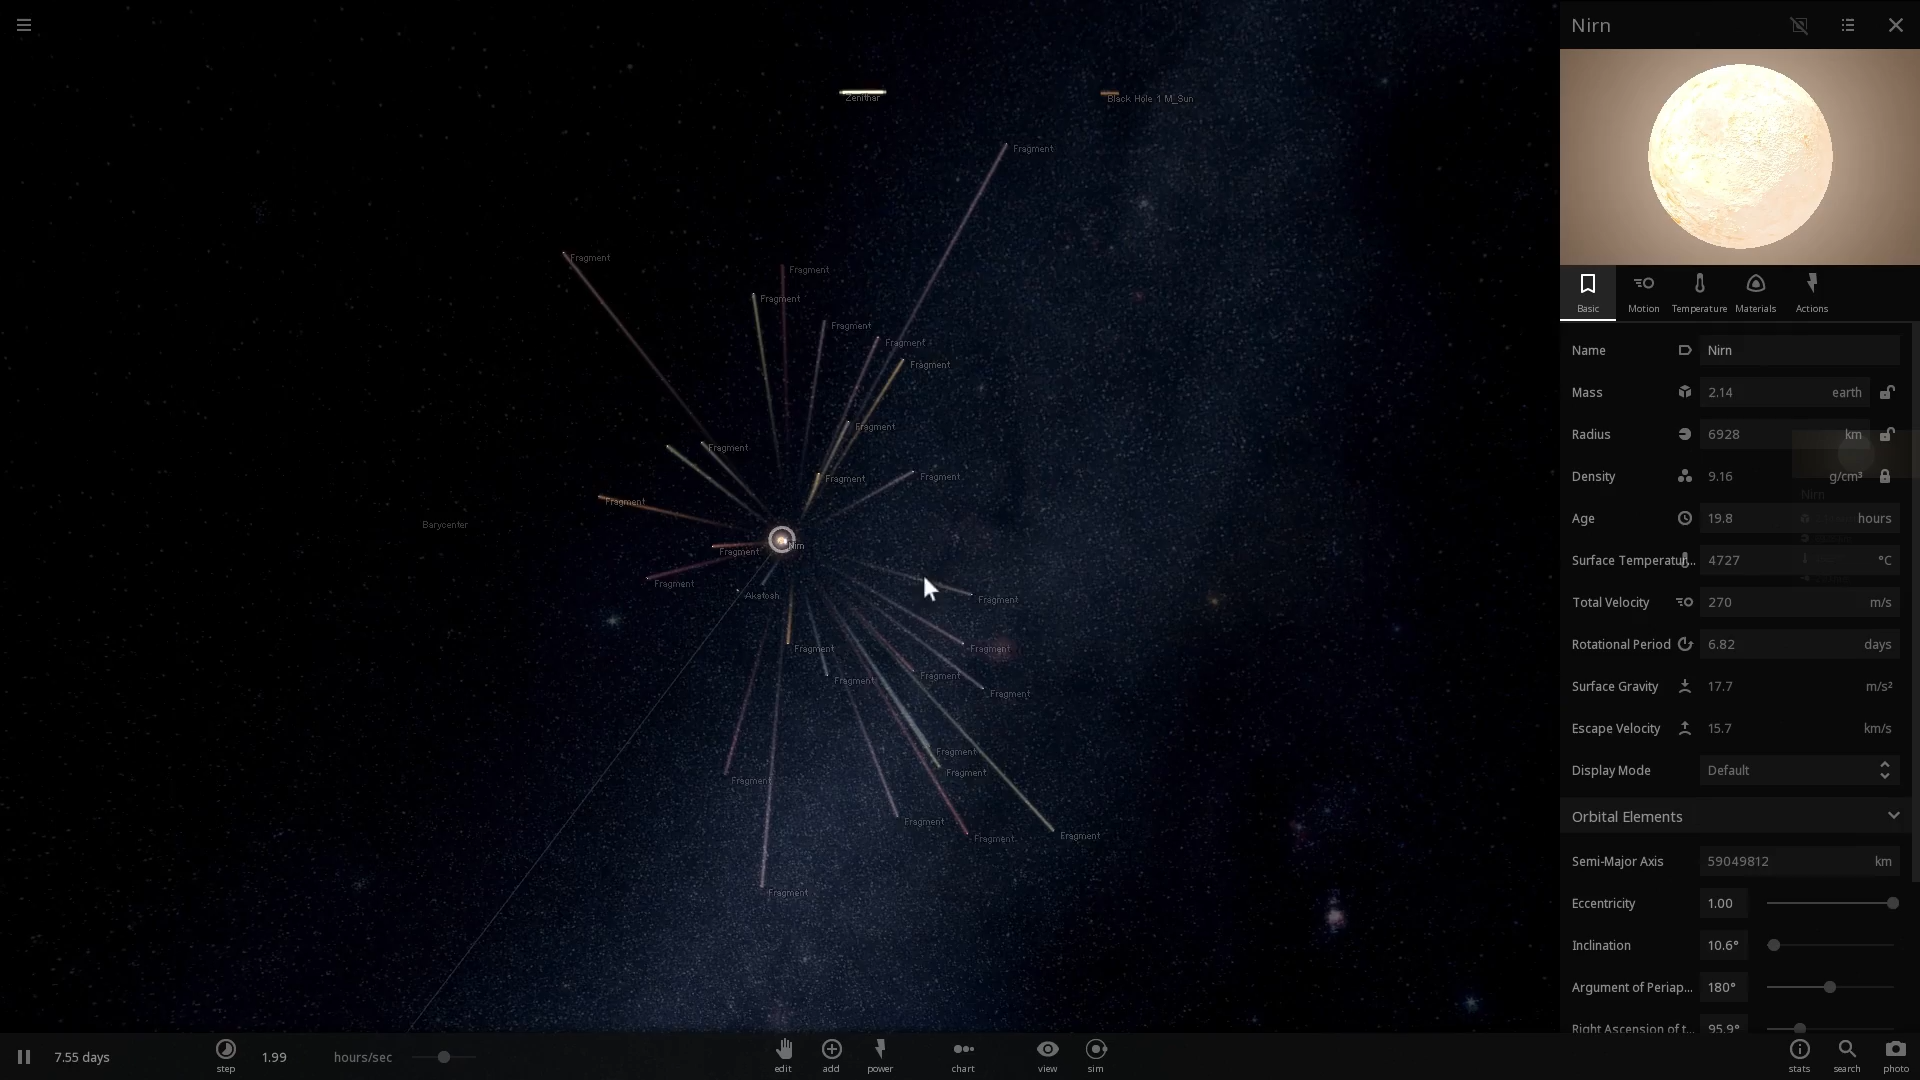 Nirn
Zenithar
Black Hole 1 M_Sun
Fragment
Fragment
Fragment
Fragment
Fragment
Fragment
Fragment
Fragment
Fragment
Fragment
Fragment
Fragment
Barycenter
Nirn
Fragment
Fragment
Akatosh
Fragment
Fragment
Fragment
Fragment
Fragment
Fragment
Fragment
Fragment
Fragment
Fragment
Fragment
Fragment
Fragment
Basic Motion Temperature Materials Actions
Name Nirn
Mass 2.14 earth
Radius 6928 km
Density 9.16 g/cm³
Nirn
Age 19.8 hours
Surface Temperatur... 4727 °C
Total Velocity 270 m/s
Rotational Period 6.82 days
Surface Gravity 17.7 m/s²
Escape Velocity 15.7 km/s
Display Mode Default
Orbital Elements
Semi-Major Axis 59049812 km
Eccentricity 1.00
Inclination 10.6°
Argument of Periap... 180°
Right Ascension of t... 95.9°
7.55 days step 1.99 hours/sec edit add power chart view sim stats search photo